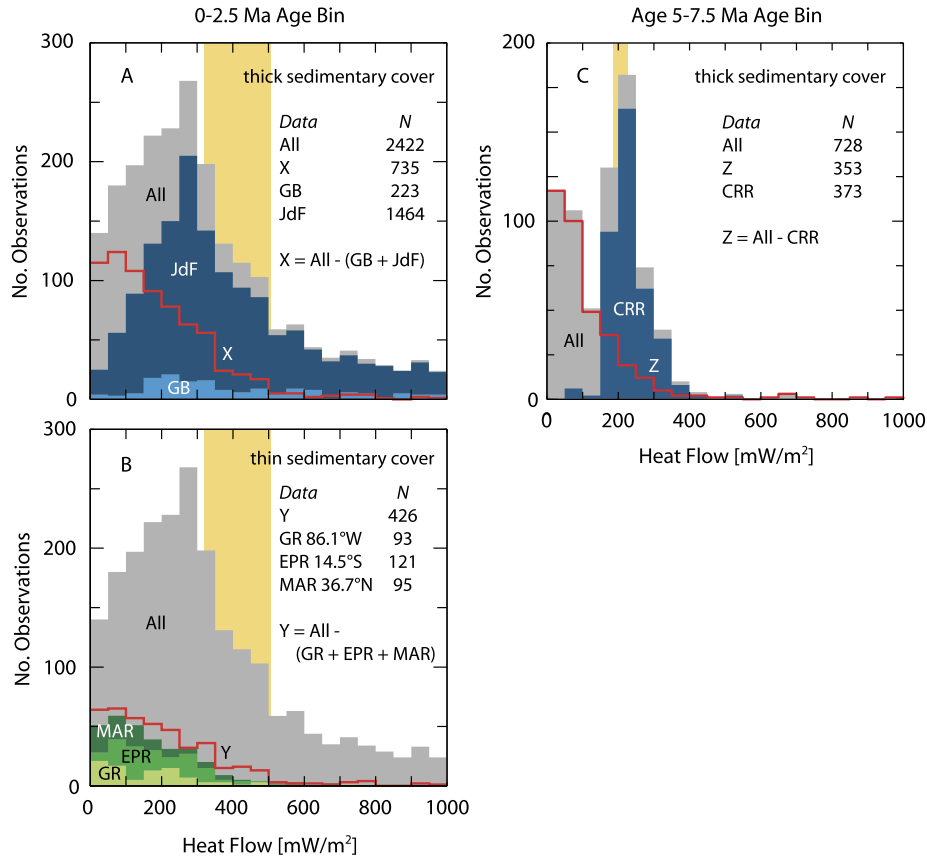 0-2.5 Ma Age Bin
300
200
100
0
No. Observations
A
thick sedimentary cover
Data N
All 2422
X 735
GB 223
JdF 1464
X = All - (GB + JdF)
All
JdF
X
GB
Age 5-7.5 Ma Age Bin
200
100
0
No. Observations
C
thick sedimentary cover
Data N
All 728
Z 353
CRR 373
Z = All - CRR
CRR
All
Z
0 200 400 600 800 1000
Heat Flow [mW/m²]
300
200
100
0
No. Observations
B
thin sedimentary cover
Data N
Y 426
GR 86.1°W 93
EPR 14.5°S 121
MAR 36.7°N 95
Y = All -
(GR + EPR + MAR)
All
MAR
EPR
GR
Y
0 200 400 600 800 1000
Heat Flow [mW/m²]